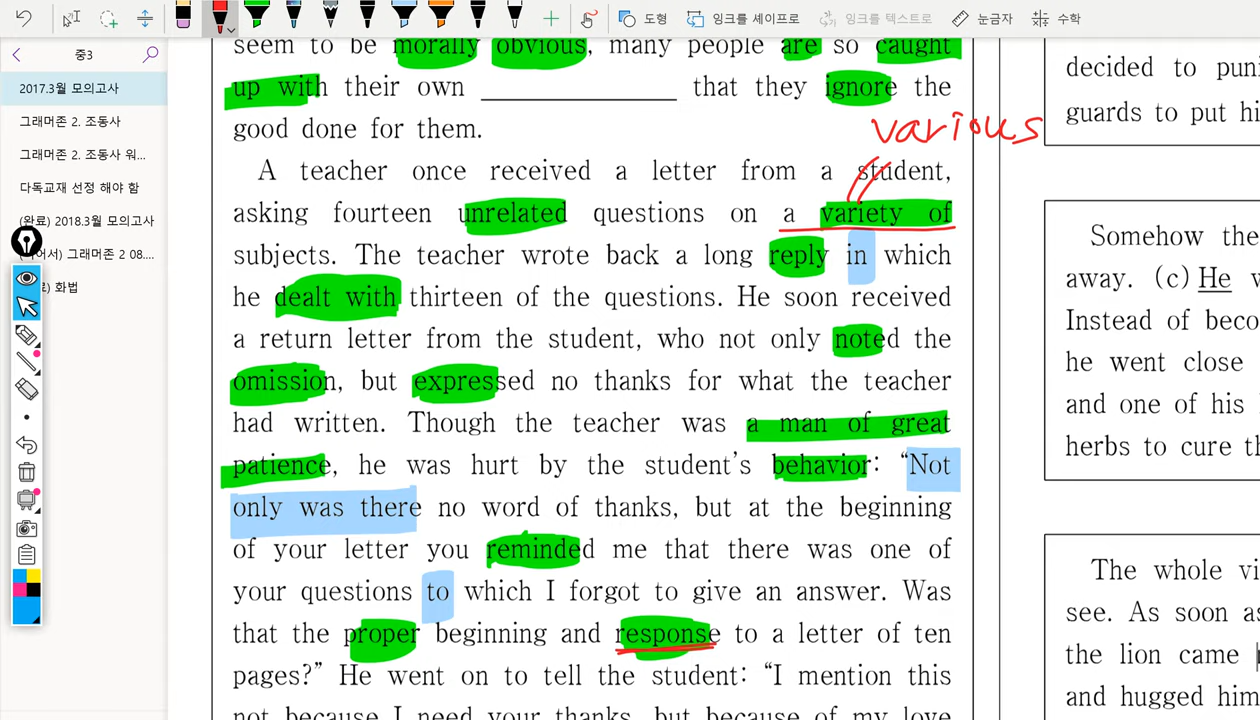 도형
잉크를 셰이프로
잉크를 텍스트로
눈금자
수학
중3
2017.3월 모의고사
그래머존 2. 조동사
그래머존 2. 조동사 워...
다독교재 선정 해야 함
(완료) 2018.3월 모의고사
그래머존 2 08....
) 화법
seem to be morally obvious, many people are so caught
up with their own ____________ that they ignore the
good done for them.
various
A teacher once received a letter from a student,
asking fourteen unrelated questions on a variety of
subjects. The teacher wrote back a long reply in which
he dealt with thirteen of the questions. He soon received
a return letter from the student, who not only noted the
omission, but expressed no thanks for what the teacher
had written. Though the teacher was a man of great
patience, he was hurt by the student's behavior: “Not
only was there no word of thanks, but at the beginning
of your letter you reminded me that there was one of
your questions to which I forgot to give an answer. Was
that the proper beginning and response to a letter of ten
pages?” He went on to tell the student: “I mention this
not because I need your thanks, but because of my love
decided to puni
guards to put hi
Somehow the
away. (c) He w
Instead of beco
he went close
and one of his
herbs to cure th
The whole vi
see. As soon as
the lion came
and hugged him